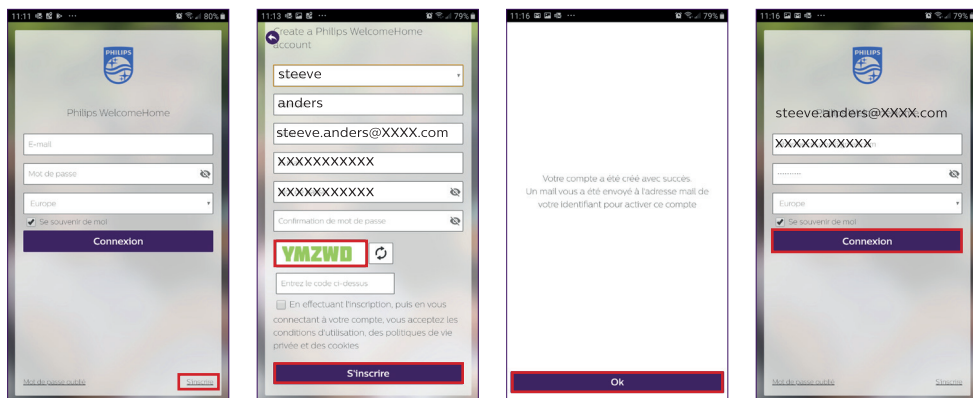 11:11
80%
PHILIPS
Philips WelcomeHome
E-mail
Mot de passe
Europe
Se souvenir de moi
Connexion
Mot de passe oublié
S'inscrire
11:13
79%
Create a Philips WelcomeHome
account
steeve
anders
steeve.anders@XXXX.com
XXXXXXXXXXX
XXXXXXXXXXX
Confirmation de mot de passe
YMZWD
Entrez le code ci-dessus
En effectuant l'inscription, puis en vous
connectant à votre compte, vous acceptez les
conditions d'utilisation, des politiques de vie
privée et des cookies
S'inscrire
11:16
79%
Votre compte a été créé avec succès.
Un mail vous a été envoyé à l'adresse mail de
votre identifiant pour activer ce compte
Ok
11:16
79%
PHILIPS
steeve.anders@XXXX.com
XXXXXXXXXXX
Europe
Se souvenir de moi
Connexion
Mot de passe oublié
S'inscrire